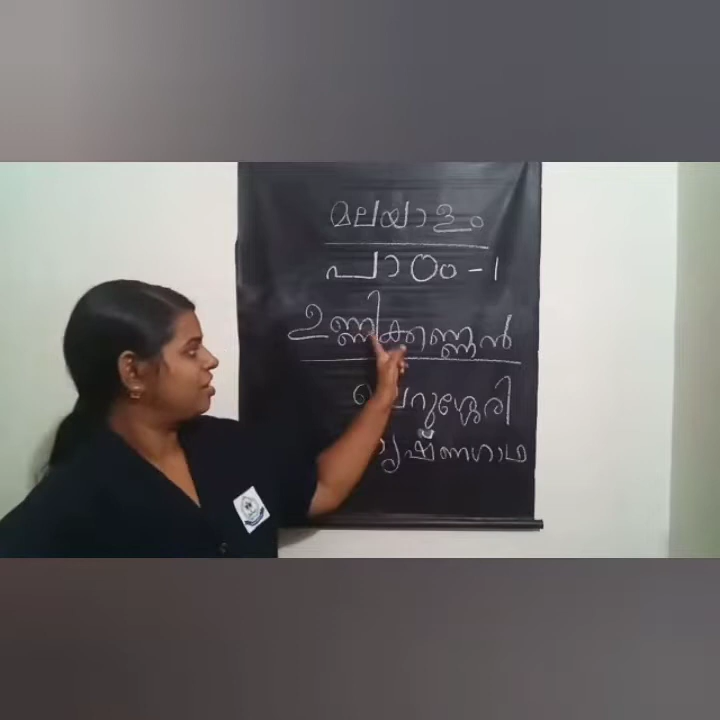 മലയാളം
പാഠം - 1
ഉണ്ണിക്കണ്ണൻ
ചെറുശ്ശേരി
കൃഷ്ണഗാഥ